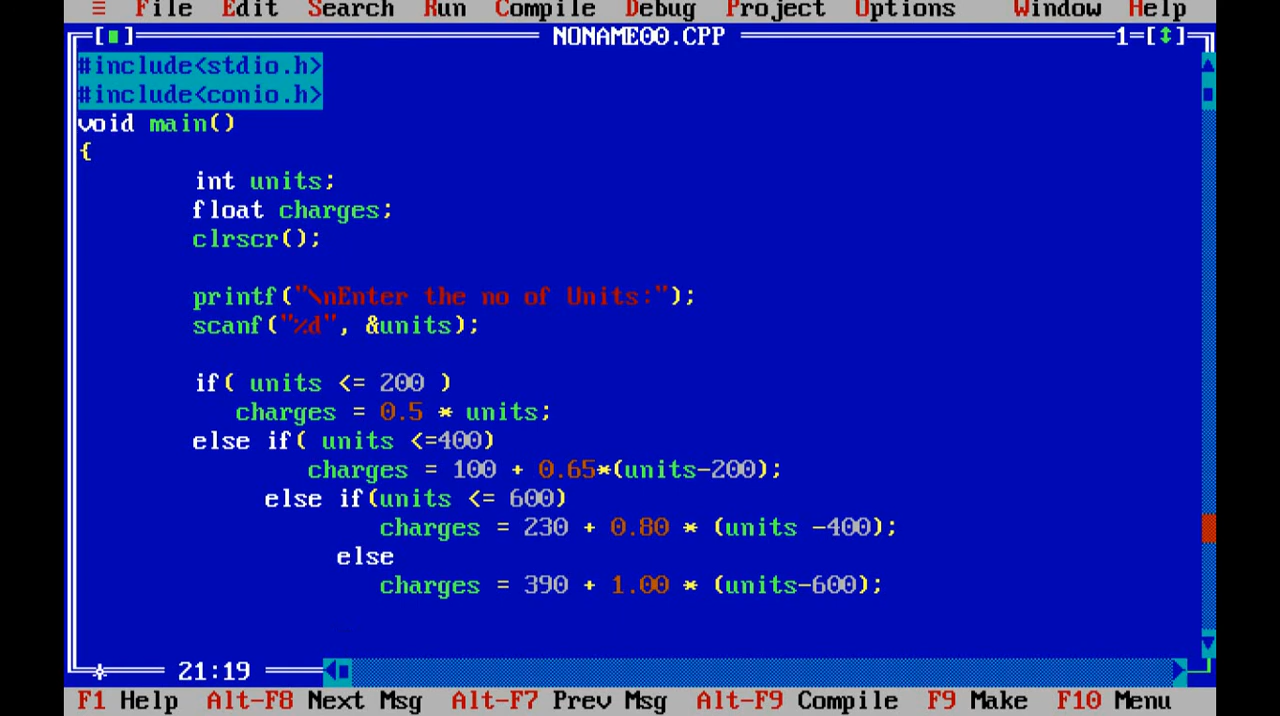 ≡ File Edit Search Run Compile Debug Project Options Window Help
[■] NONAME00.CPP 1=[↕]
#include<stdio.h>
#include<conio.h>
void main()
{
int units;
float charges;
clrscr();
printf("\nEnter the no of Units:");
scanf("%d", &units);
if( units <= 200 )
charges = 0.5 * units;
else if( units <=400)
charges = 100 + 0.65*(units-200);
else if(units <= 600)
charges = 230 + 0.80 * (units -400);
else
charges = 390 + 1.00 * (units-600);
21:19
F1 Help Alt-F8 Next Msg Alt-F7 Prev Msg Alt-F9 Compile F9 Make F10 Menu